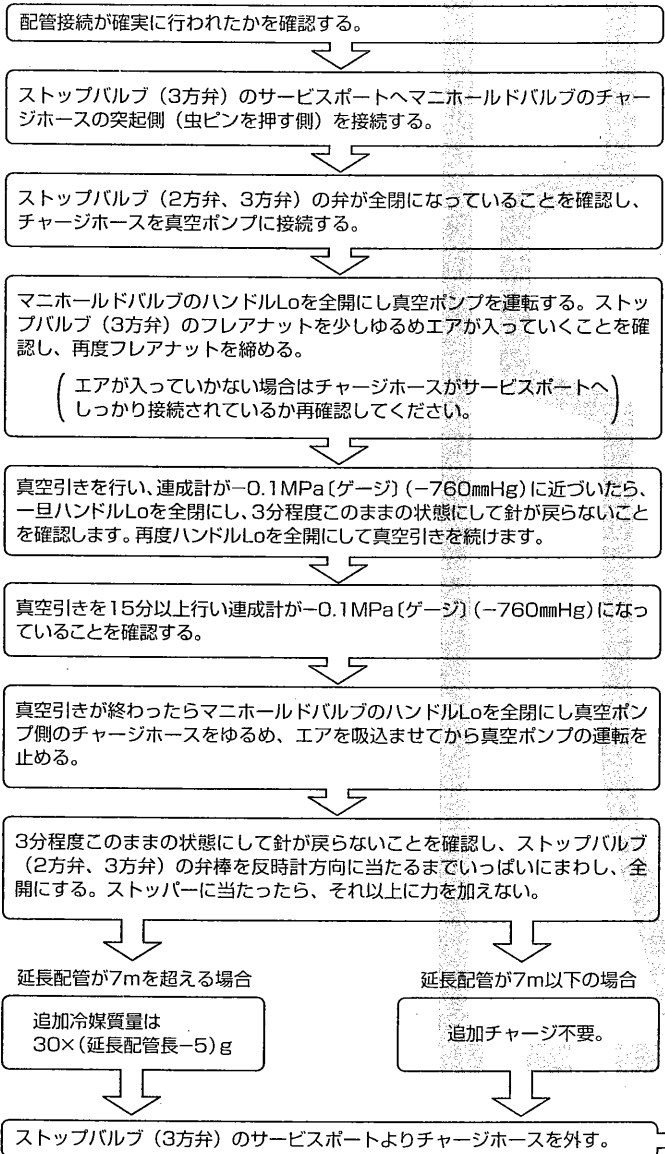 配管接続が確実に行われたかを確認する。
ストップバルブ（3方弁）のサービスポートへマニホールドバルブのチャー
ジホースの突起側（虫ピンを押す側）を接続する。
ストップバルブ（2方弁、3方弁）の弁が全閉になっていることを確認し、
チャージホースを真空ポンプに接続する。
マニホールドバルブのハンドルLoを全開にし真空ポンプを運転する。ストッ
プバルブ（3方弁）のフレアナットを少しゆるめエアが入っていくことを確
認し、再度フレアナットを締める。
（エアが入っていかない場合はチャージホースがサービスポートへ
しっかり接続されているか再確認してください。）
真空引きを行い、連成計が−0.1MPa〔ゲージ〕（−760mmHg）に近づいたら、
一旦ハンドルLoを全閉にし、3分程度このままの状態にして針が戻らないこと
を確認します。再度ハンドルLoを全開にして真空引きを続けます。
真空引きを15分以上行い連成計が−0.1MPa〔ゲージ〕（−760mmHg）になっ
ていることを確認する。
真空引きが終わったらマニホールドバルブのハンドルLoを全閉にし真空ポン
プ側のチャージホースをゆるめ、エアを吸込ませてから真空ポンプの運転を
止める。
3分程度このままの状態にして針が戻らないことを確認し、ストップバルブ
（2方弁、3方弁）の弁棒を反時計方向に当たるまでいっぱいにまわし、全
開にする。ストッパーに当たったら、それ以上に力を加えない。
延長配管が7mを超える場合
追加冷媒質量は
30×（延長配管長−5）g
延長配管が7m以下の場合
追加チャージ不要。
ストップバルブ（3方弁）のサービスポートよりチャージホースを外す。